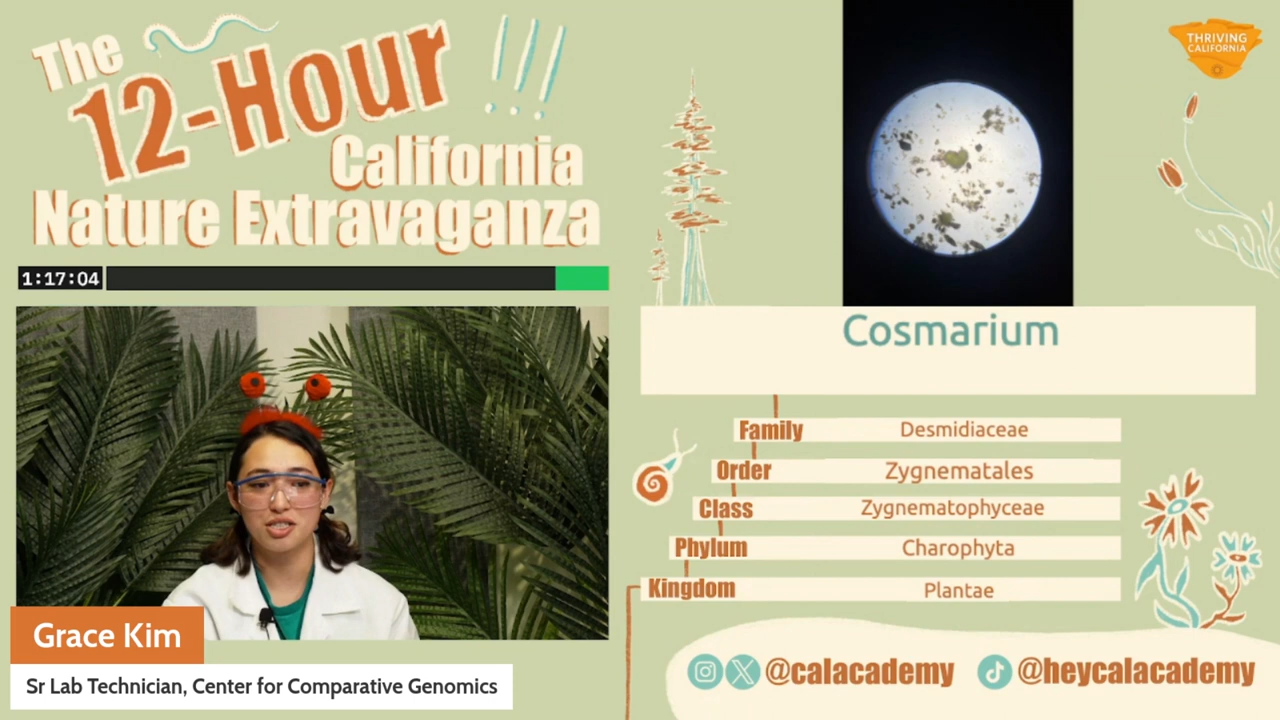 The
12-Hour !!!
California
Nature Extravaganza
1:17:04
Grace Kim
Sr Lab Technician, Center for Comparative Genomics
THRIVING
CALIFORNIA
Cosmarium
Family Desmidiaceae
Order Zygnematales
Class Zygnematophyceae
Phylum Charophyta
Kingdom Plantae
@calacademy @heycalacademy